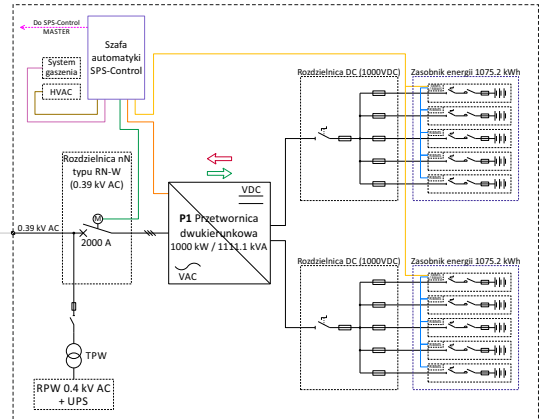 Do SPS-Control
MASTER
Szafa
automatyki
SPS-Control
System
gaszenia
HVAC
Rozdzielnica DC (1000VDC)
Zasobnik energii 1075.2 kWh
Rozdzielnica nN
typu RN-W
(0.39 kV AC)
M
0.39 kV AC
2000 A
VDC
P1 Przetwornica
dwukierunkowa
1000 kW / 1111.1 kVA
VAC
Rozdzielnica DC (1000VDC)
Zasobnik energii 1075.2 kWh
TPW
RPW 0.4 kV AC
+ UPS